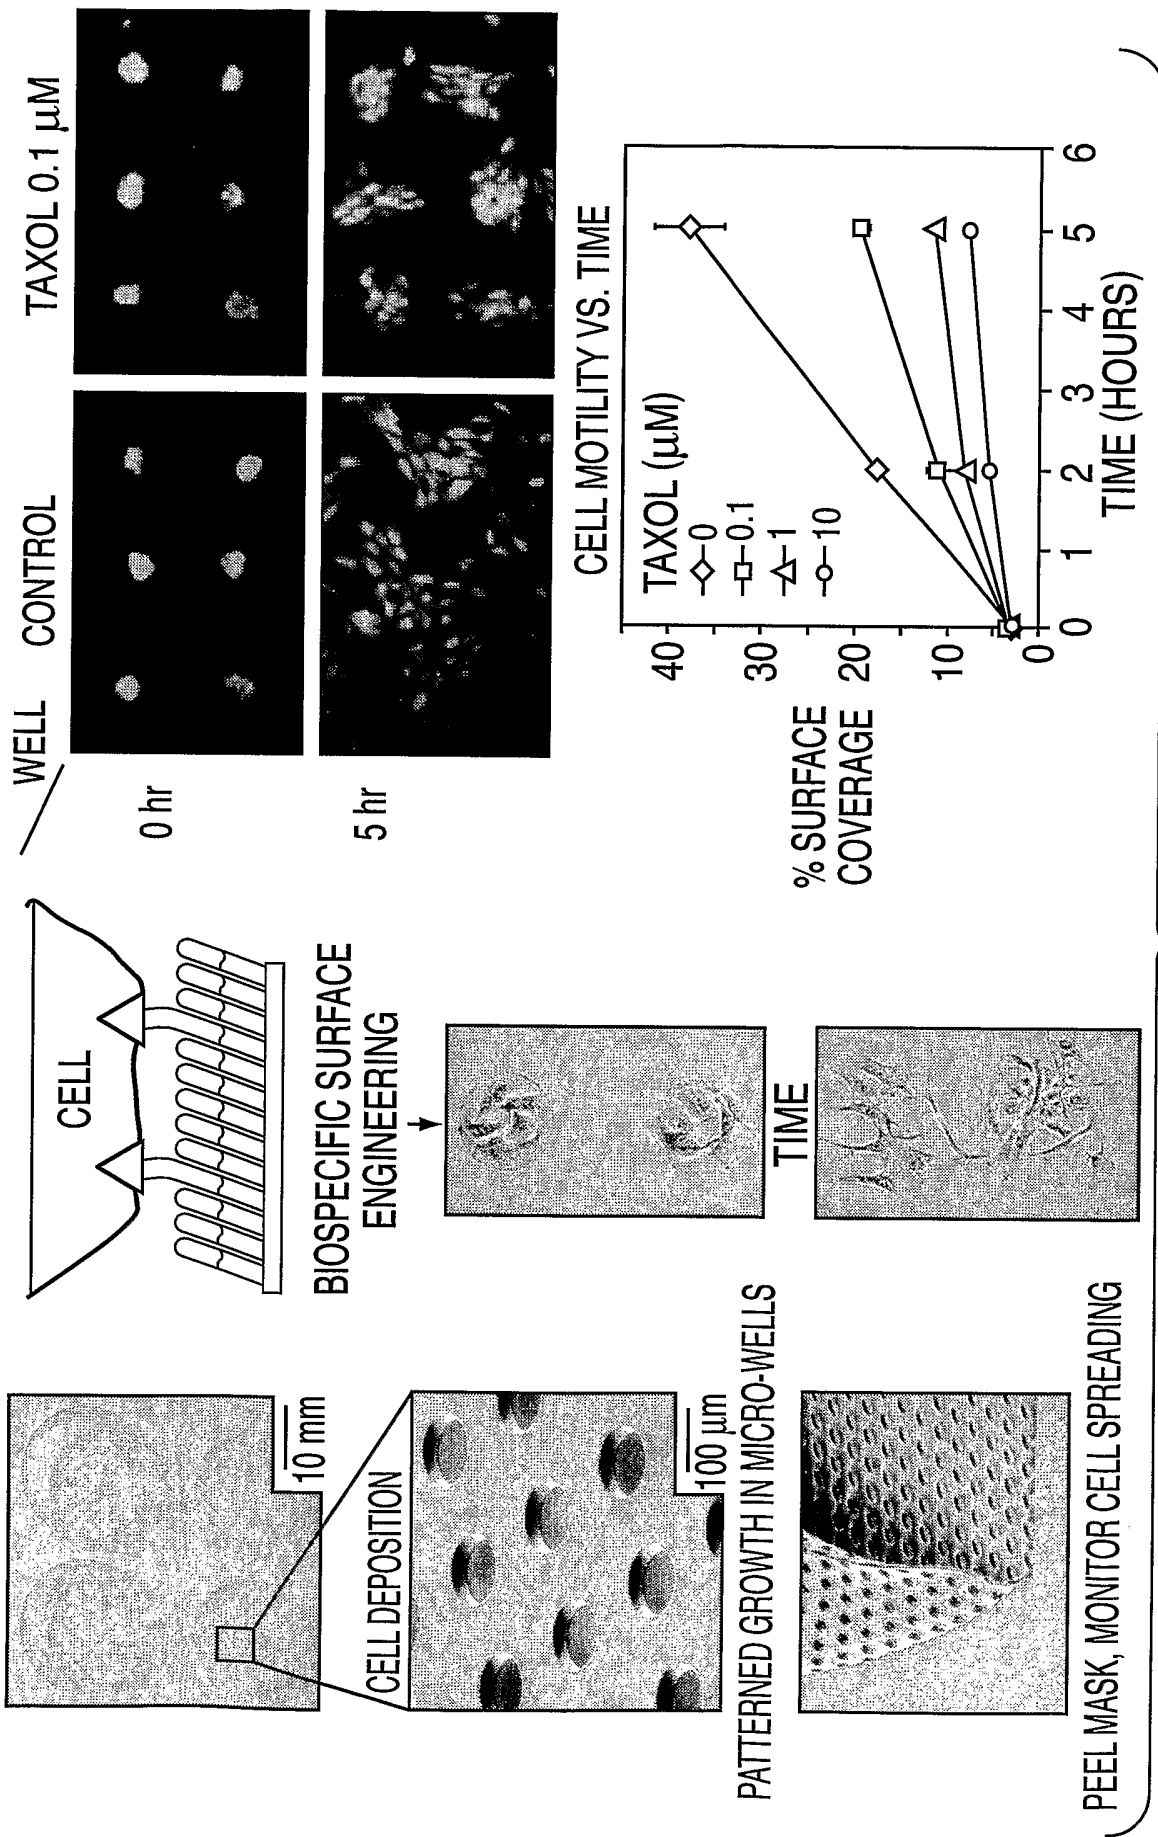 10 mm
CELL DEPOSITION
100 µm
PATTERNED GROWTH IN MICRO-WELLS
PEEL MASK, MONITOR CELL SPREADING
CELL
BIOSPECIFIC SURFACE
ENGINEERING
TIME
WELL CONTROL TAXOL 0.1 µM
0 hr
5 hr
CELL MOTILITY VS. TIME
TAXOL (µM)
0
0.1
1
10
% SURFACE
COVERAGE
40
30
20
10
0
0 1 2 3 4 5 6
TIME (HOURS)